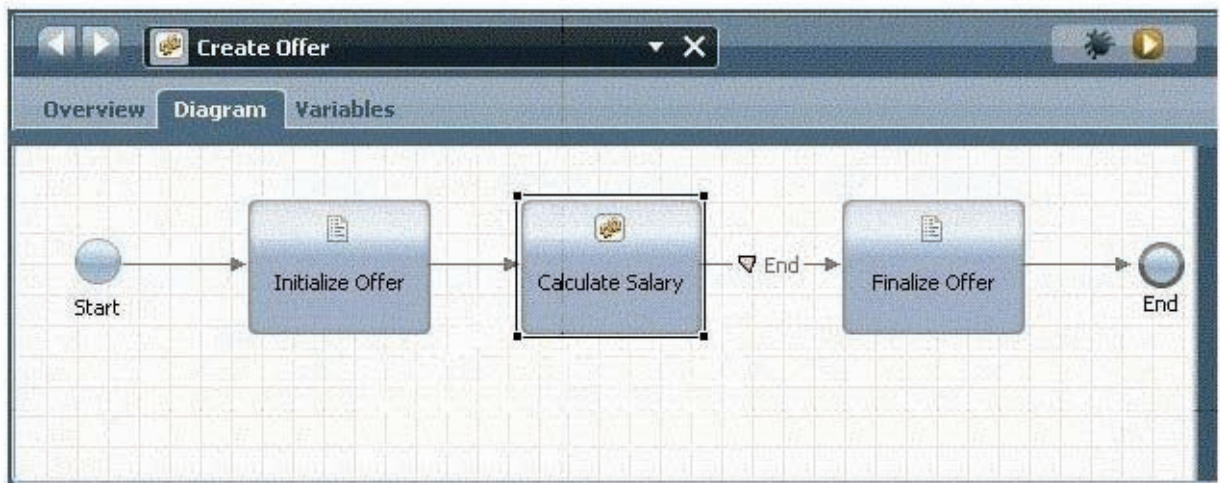 Create Offer
Overview Diagram Variables
Start
Initialize Offer
Calculate Salary
End
Finalize Offer
End